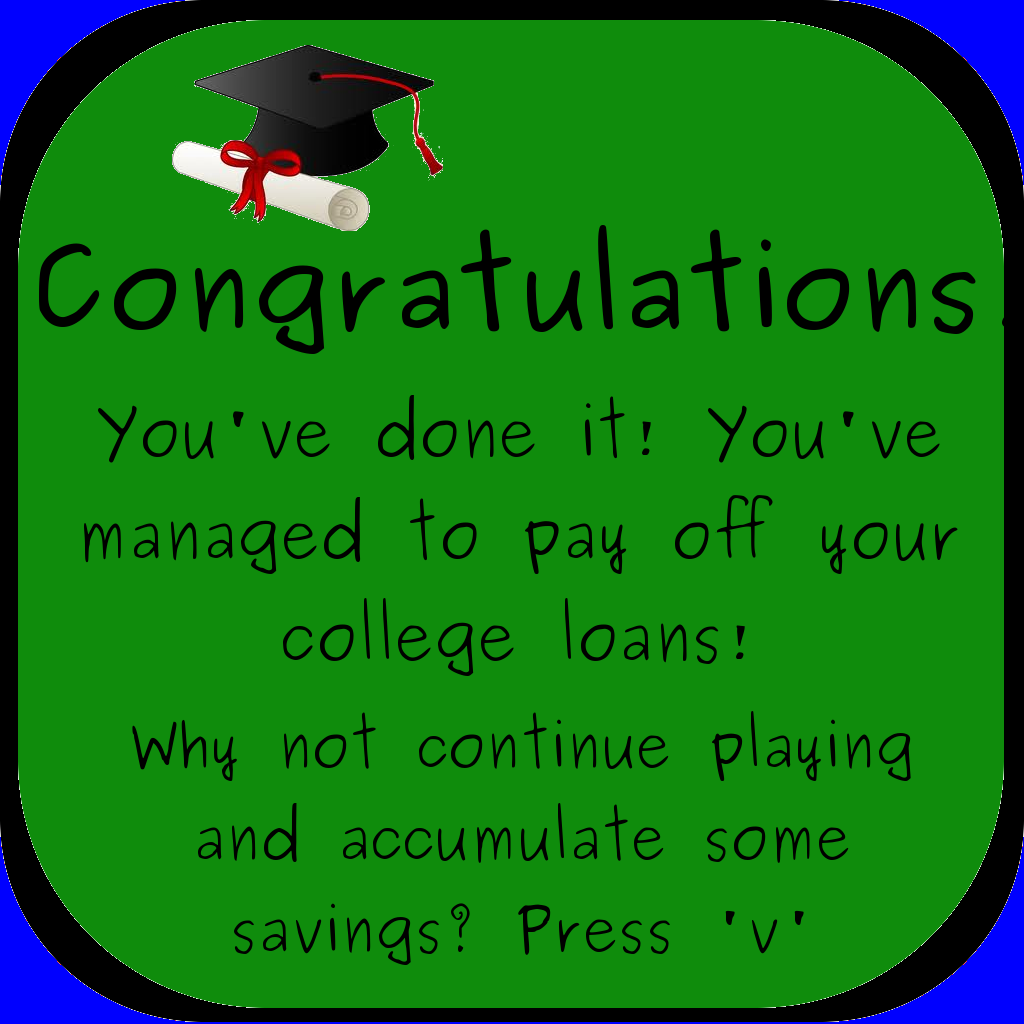 Congratulations.
You've done it! You've
managed to pay off your
college loans!
Why not continue playing
and accumulate some
savings? Press 'v'